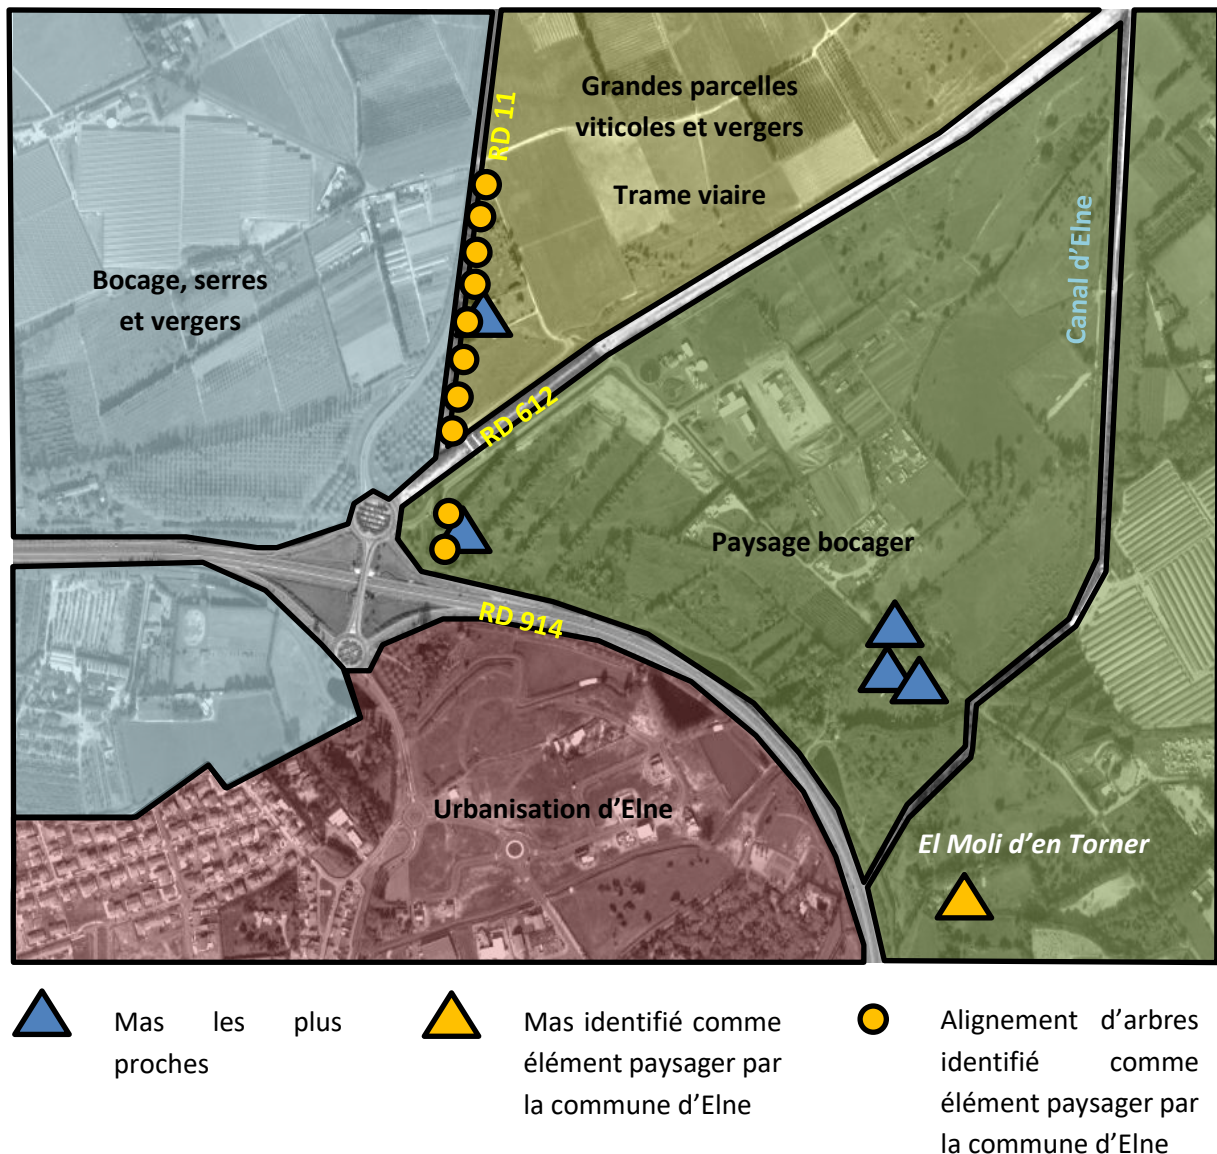 Grandes parcelles
viticoles et vergers
Trame viaire
RD 11
Bocage, serres
et vergers
Canal d'Elne
RD 612
Paysage bocager
RD 914
Urbanisation d'Elne
El Moli d'en Torner
Mas les plus
proches
Mas identifié comme
élément paysager par
la commune d'Elne
Alignement d'arbres
identifié comme
élément paysager par
la commune d'Elne